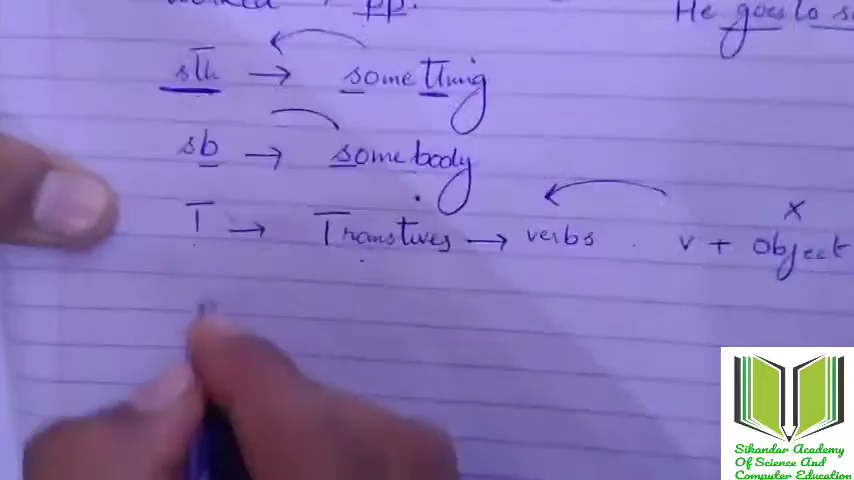 pp.
He goes to
sth → something
sb → somebody
T → Transtives → verbs . v + object
x
Sikandar Academy
Of Science And
Computer Education